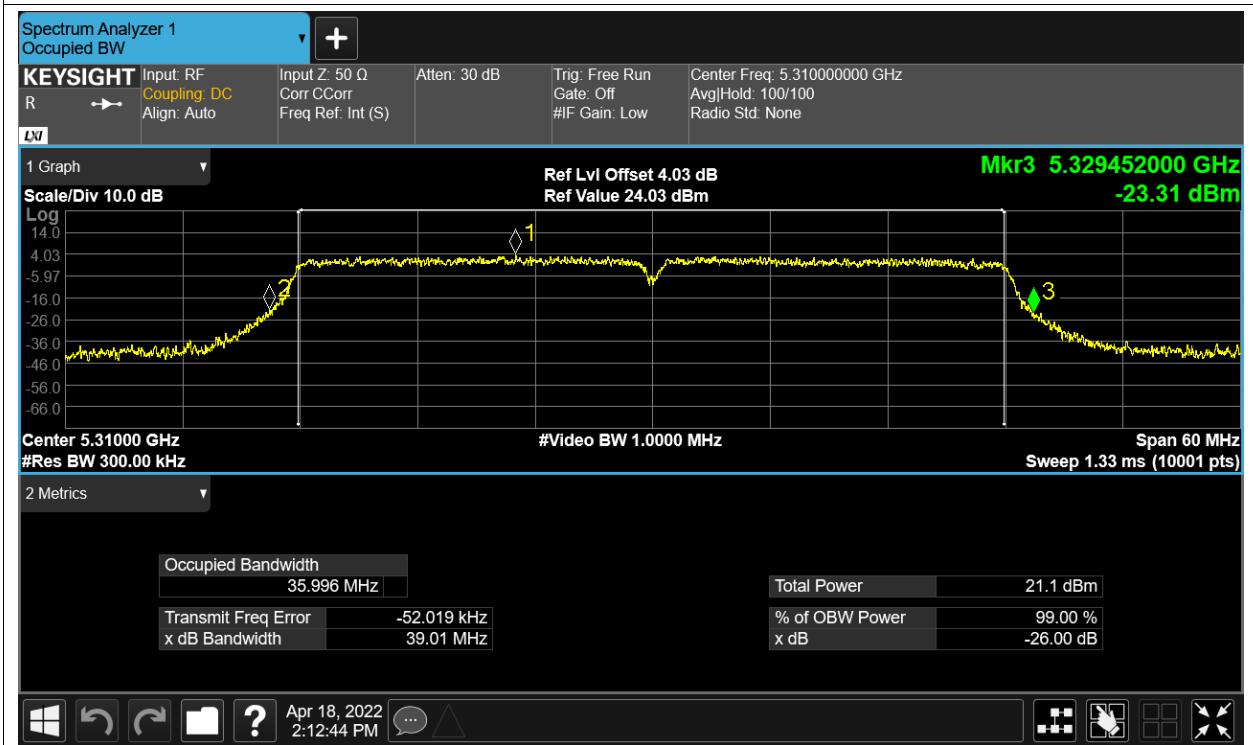 Spectrum Analyzer 1
Occupied BW
KEYSIGHT
R
LXI
Input: RF
Coupling: DC
Align: Auto
Input Z: 50 Ω
Corr CCorr
Freq Ref: Int (S)
Atten: 30 dB
Trig: Free Run
Gate: Off
#IF Gain: Low
Center Freq: 5.310000000 GHz
Avg|Hold: 100/100
Radio Std: None
1 Graph
Scale/Div 10.0 dB
Ref Lvl Offset 4.03 dB
Ref Value 24.03 dBm
Mkr3 5.329452000 GHz
-23.31 dBm
Log
14.0
4.03
-5.97
-16.0
-26.0
-36.0
-46.0
-56.0
-66.0
1
2
3
Center 5.31000 GHz
#Res BW 300.00 kHz
#Video BW 1.0000 MHz
Span 60 MHz
Sweep 1.33 ms (10001 pts)
2 Metrics
Occupied Bandwidth
35.996 MHz
Transmit Freq Error -52.019 kHz
x dB Bandwidth 39.01 MHz
Total Power 21.1 dBm
% of OBW Power 99.00 %
x dB -26.00 dB
?
Apr 18, 2022
2:12:44 PM